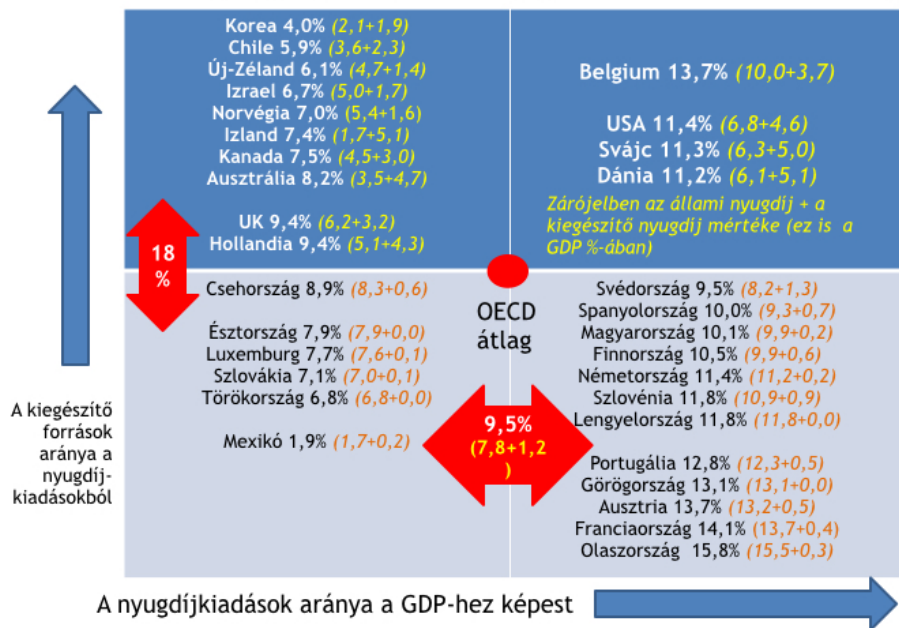 Korea 4,0% (2,1+1,9)
Chile 5,9% (3,6+2,3)
Új-Zéland 6,1% (4,7+1,4)
Izrael 6,7% (5,0+1,7)
Norvégia 7,0% (5,4+1,6)
Izland 7,4% (1,7+5,1)
Kanada 7,5% (4,5+3,0)
Ausztrália 8,2% (3,5+4,7)
UK 9,4% (6,2+3,2)
Hollandia 9,4% (5,1+4,3)
Belgium 13,7% (10,0+3,7)
USA 11,4% (6,8+4,6)
Svájc 11,3% (6,3+5,0)
Dánia 11,2% (6,1+5,1)
Zárójelben az állami nyugdíj + a
kiegészítő nyugdíj mértéke (ez is a
GDP %-ában)
18
%
Csehország 8,9% (8,3+0,6)
Észtország 7,9% (7,9+0,0)
Luxemburg 7,7% (7,6+0,1)
Szlovákia 7,1% (7,0+0,1)
Törökország 6,8% (6,8+0,0)
Mexikó 1,9% (1,7+0,2)
OECD
átlag
9,5%
(7,8+1,2
)
Svédország 9,5% (8,2+1,3)
Spanyolország 10,0% (9,3+0,7)
Magyarország 10,1% (9,9+0,2)
Finnország 10,5% (9,9+0,6)
Németország 11,4% (11,2+0,2)
Szlovénia 11,8% (10,9+0,9)
Lengyelország 11,8% (11,8+0,0)
Portugália 12,8% (12,3+0,5)
Görögország 13,1% (13,1+0,0)
Ausztria 13,7% (13,2+0,5)
Franciaország 14,1% (13,7+0,4)
Olaszország 15,8% (15,5+0,3)
A kiegészítő
források
aránya a
nyugdíj-
kiadásokból
A nyugdíjkiadások aránya a GDP-hez képest